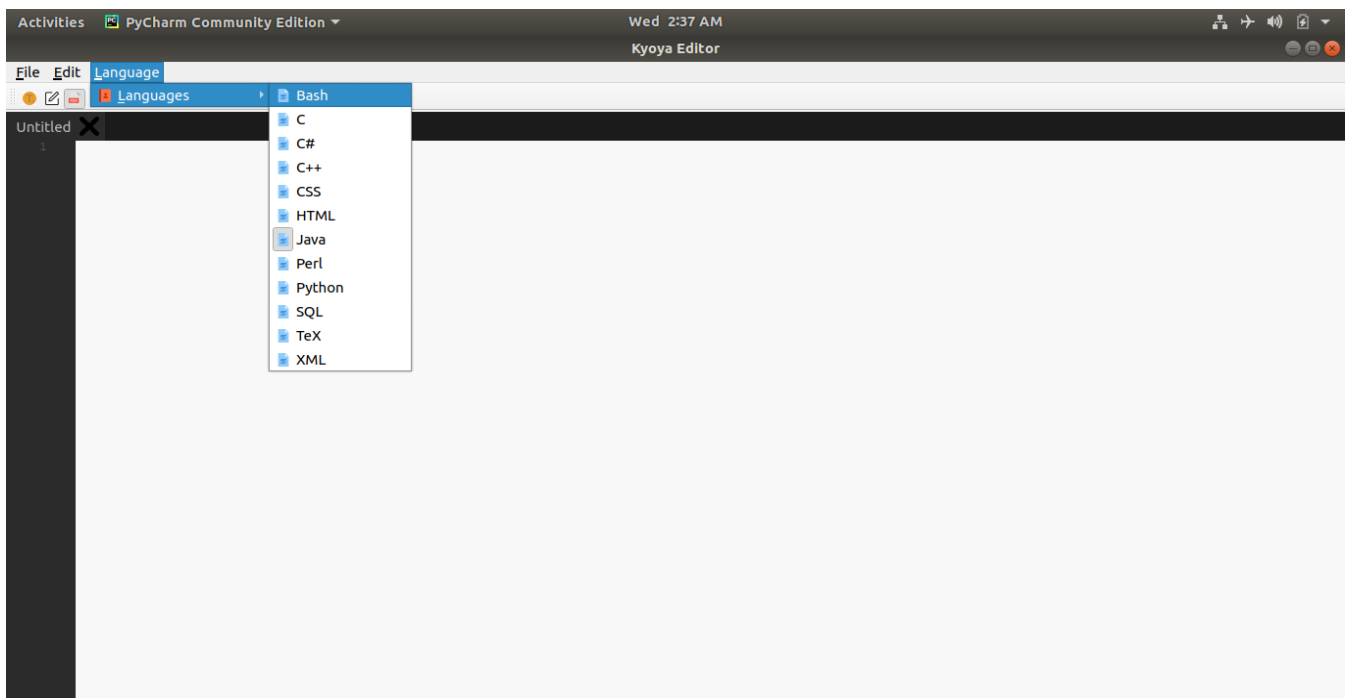 Activities PyCharm Community Edition Wed 2:37 AM
Kyoya Editor
File Edit Language
Languages
Bash
C
C#
C++
CSS
HTML
Java
Perl
Python
SQL
TeX
XML
Untitled
1